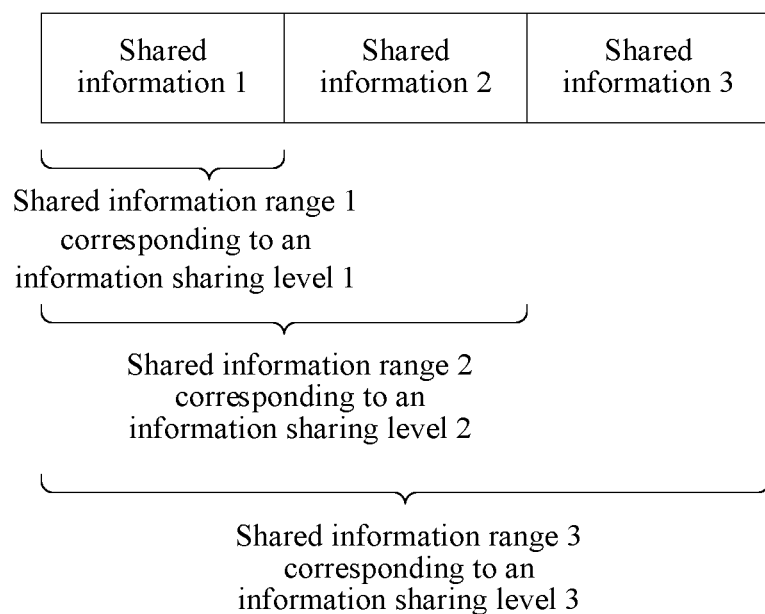 Shared
information 1
Shared
information 2
Shared
information 3
Shared information range 1
corresponding to an
information sharing level 1
Shared information range 2
corresponding to an
information sharing level 2
Shared information range 3
corresponding to an
information sharing level 3